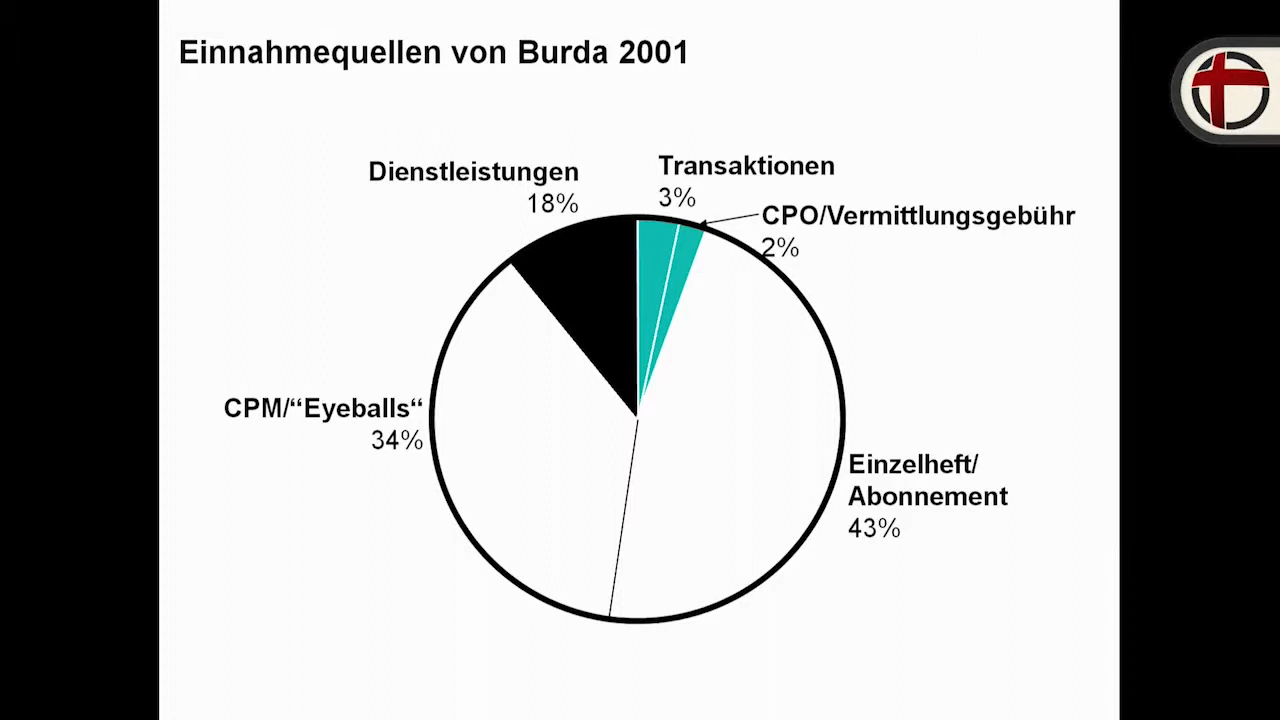 Einnahmequellen von Burda 2001
Dienstleistungen
18%
Transaktionen
3%
CPO/Vermittlungsgebühr
2%
CPM/“Eyeballs“
34%
Einzelheft/
Abonnement
43%